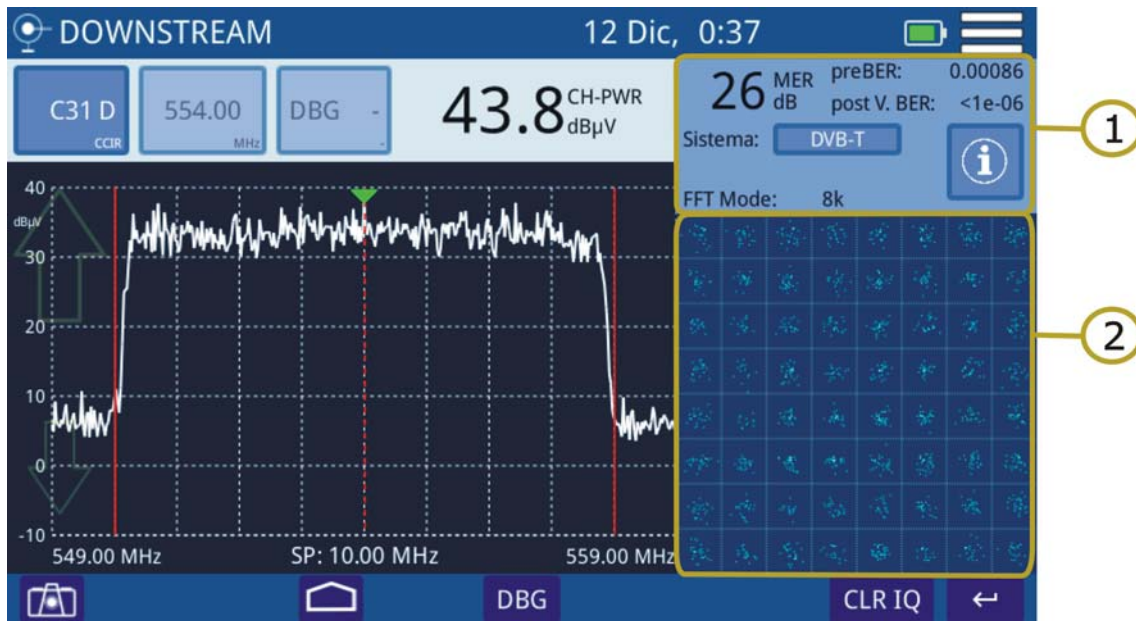 DOWNSTREAM 12 Dic, 0:37
C31 D
CCIR
554.00
MHz
DBG -
-
43.8 CH-PWR
dBµV
26 MER
dB
preBER: 0.00086
post V. BER: <1e-06
Sistema: DVB-T
FFT Mode: 8k
i
1
40
dBµV
30
20
10
0
-10
549.00 MHz SP: 10.00 MHz 559.00 MHz
2
DBG CLR IQ